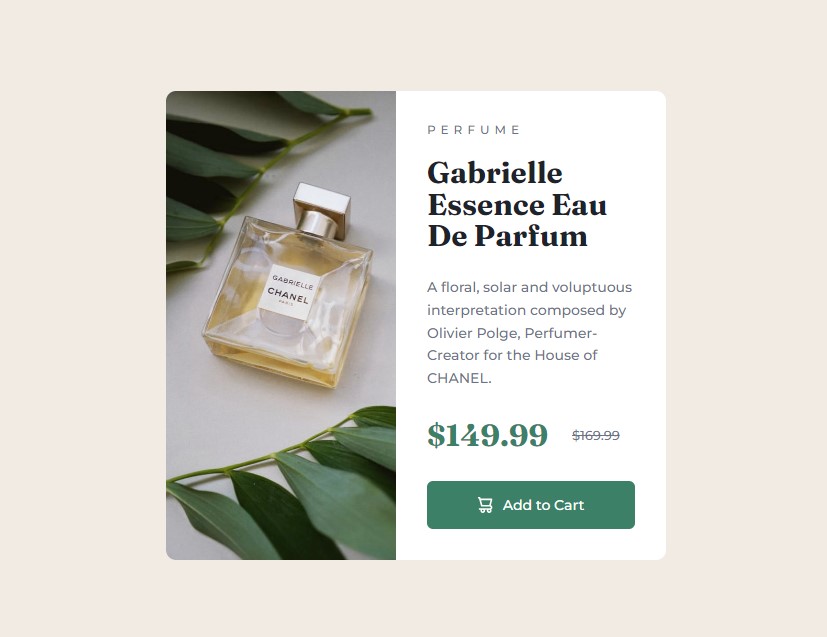 GABRIELLE
CHANEL
PARIS
PERFUME
Gabrielle
Essence Eau
De Parfum
A floral, solar and voluptuous
interpretation composed by
Olivier Polge, Perfumer-
Creator for the House of
CHANEL.
$149.99 $169.99
Add to Cart